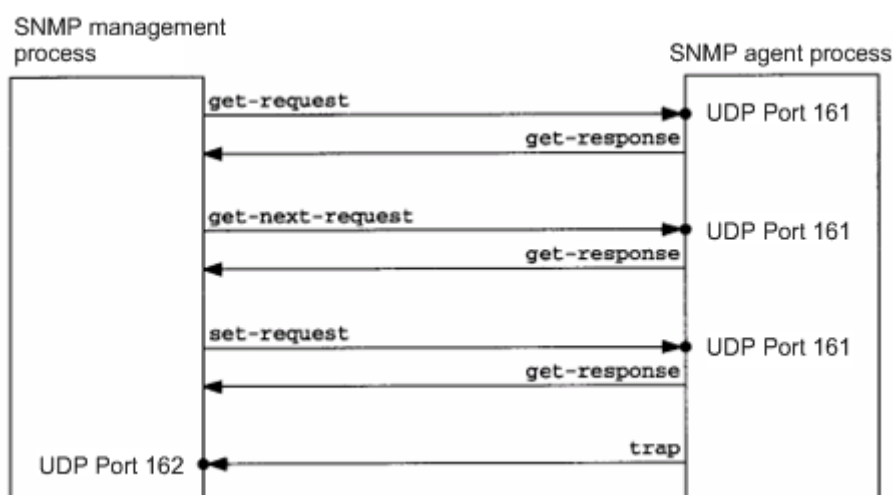 SNMP management
process
SNMP agent process
get-request
UDP Port 161
get-response
get-next-request
UDP Port 161
get-response
set-request
UDP Port 161
get-response
trap
UDP Port 162